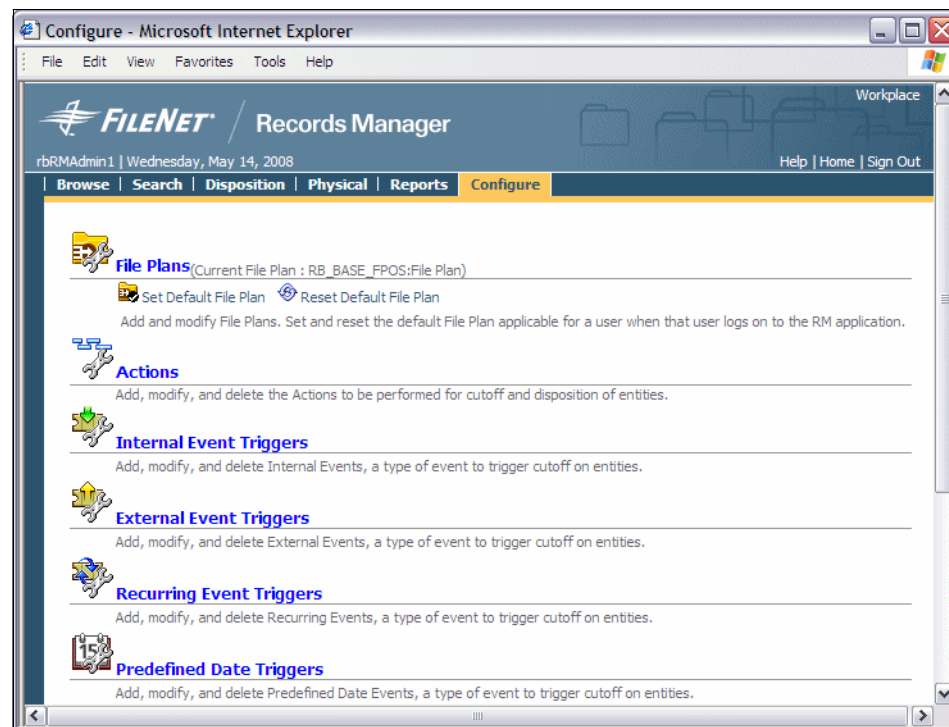 Configure - Microsoft Internet Explorer
File Edit View Favorites Tools Help
Workplace
FILENET Records Manager
rbRMAdmin1 | Wednesday, May 14, 2008
Help | Home | Sign Out
| Browse | Search | Disposition | Physical | Reports Configure
File Plans(Current File Plan : RB_BASE_FPOS:File Plan)
Set Default File Plan Reset Default File Plan
Add and modify File Plans. Set and reset the default File Plan applicable for a user when that user logs on to the RM application.
Actions
Add, modify, and delete the Actions to be performed for cutoff and disposition of entities.
Internal Event Triggers
Add, modify, and delete Internal Events, a type of event to trigger cutoff on entities.
External Event Triggers
Add, modify, and delete External Events, a type of event to trigger cutoff on entities.
Recurring Event Triggers
Add, modify, and delete Recurring Events, a type of event to trigger cutoff on entities.
15
Predefined Date Triggers
Add, modify, and delete Predefined Date Events, a type of event to trigger cutoff on entities.